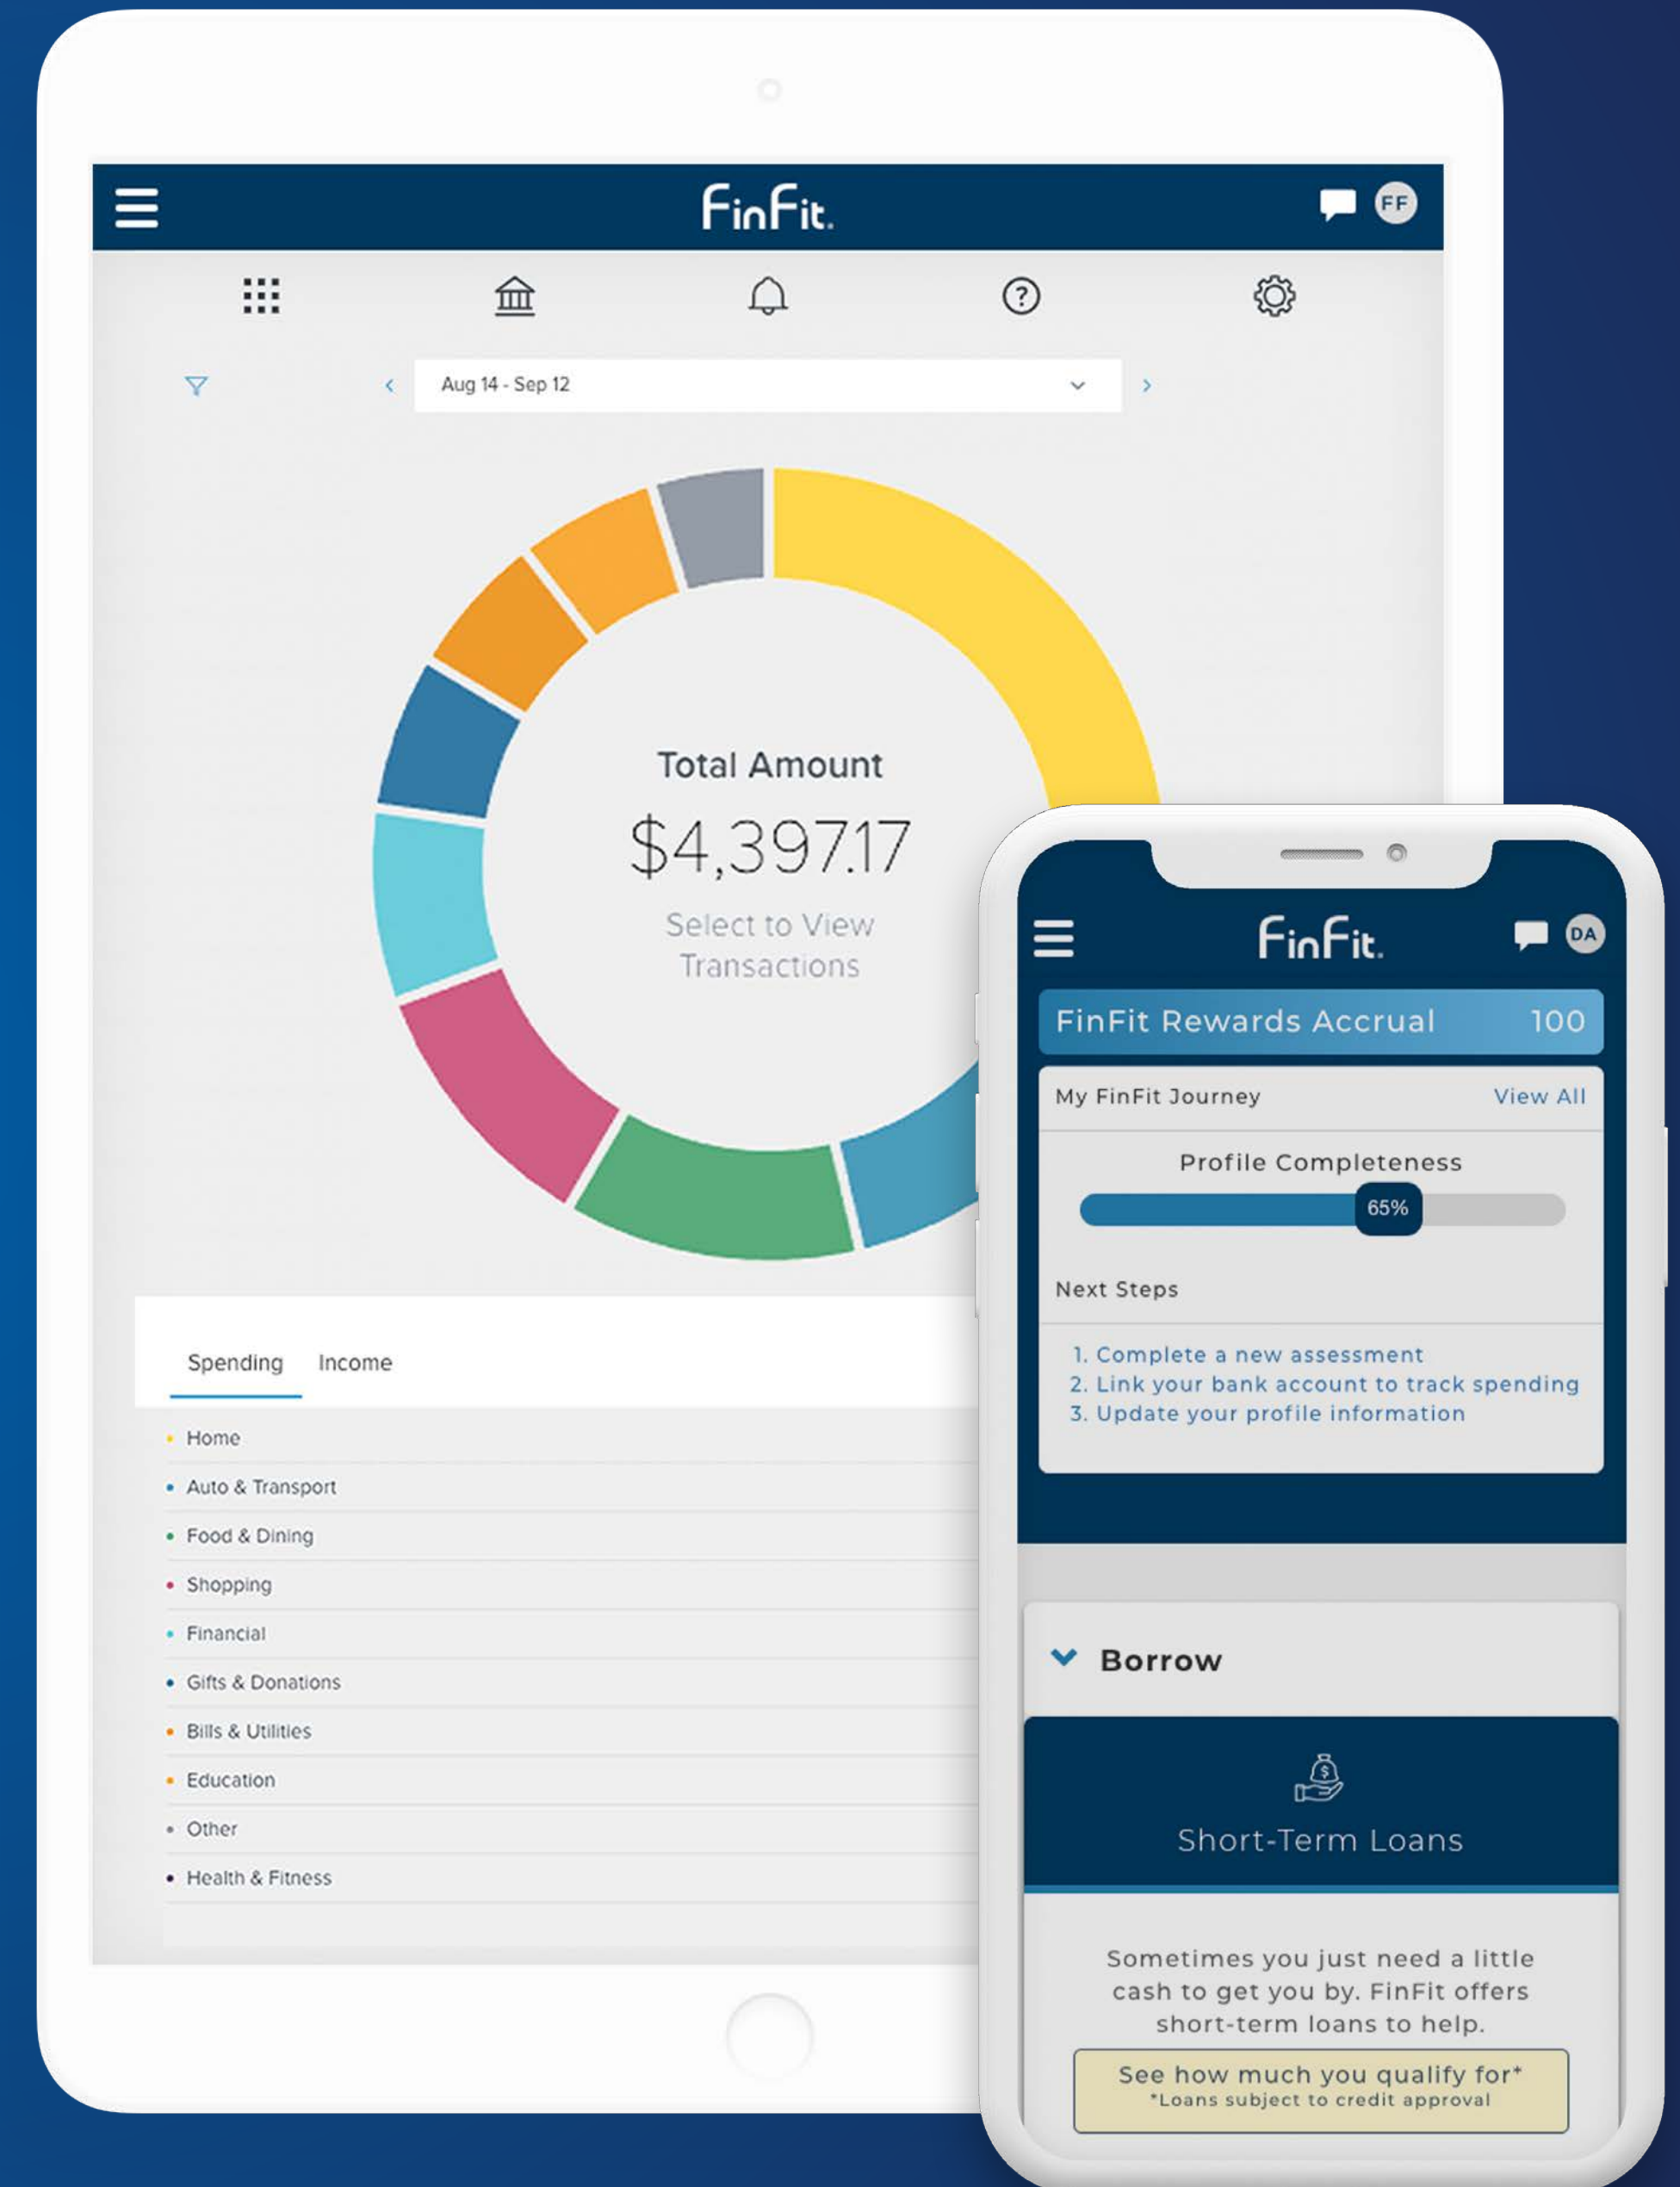 FinFit.
FF
Aug 14 - Sep 12
Total Amount
$4,397.17
Select to View
Transactions
Spending Income
Home
Auto & Transport
Food & Dining
Shopping
Financial
Gifts & Donations
Bills & Utilities
Education
Other
Health & Fitness
FinFit.
DA
FinFit Rewards Accrual 100
My FinFit Journey View All
Profile Completeness
65%
Next Steps
1. Complete a new assessment
2. Link your bank account to track spending
3. Update your profile information
Borrow
$
Short-Term Loans
Sometimes you just need a little
cash to get you by. FinFit offers
short-term loans to help.
See how much you qualify for*
*Loans subject to credit approval